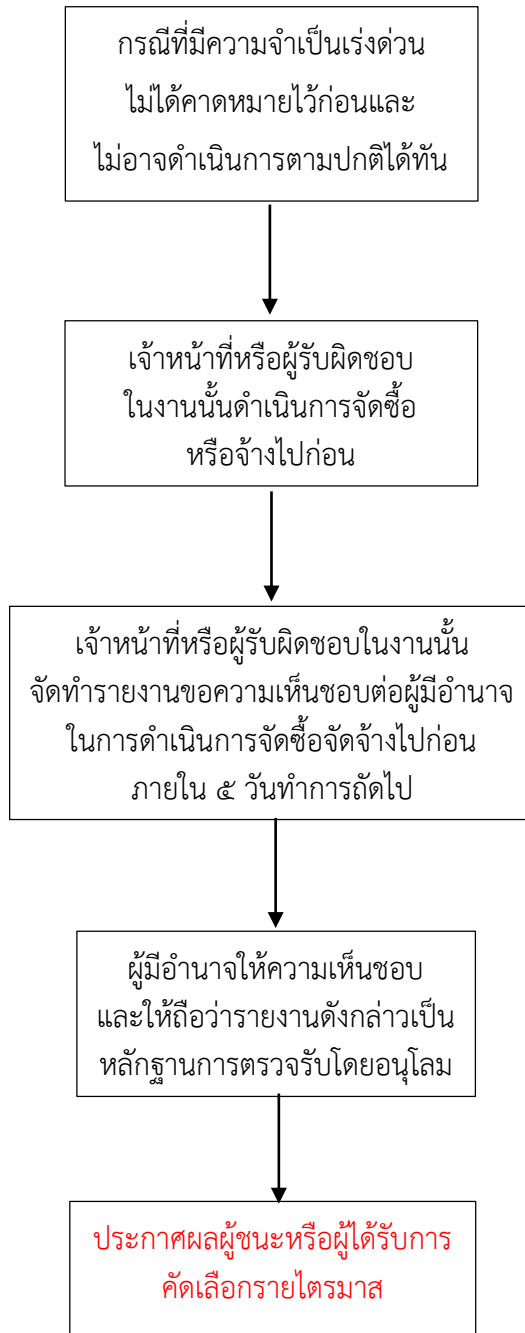 กรณีที่มีความจำเป็นเร่งด่วน
ไม่ได้คาดหมายไว้ก่อนและ
ไม่อาจดำเนินการตามปกติได้ทัน
เจ้าหน้าที่หรือผู้รับผิดชอบ
ในงานนั้นดำเนินการจัดซื้อ
หรือจ้างไปก่อน
เจ้าหน้าที่หรือผู้รับผิดชอบในงานนั้น
จัดทำรายงานขอความเห็นชอบต่อผู้มีอำนาจ
ในการดำเนินการจัดซื้อจัดจ้างไปก่อน
ภายใน ๕ วันทำการถัดไป
ผู้มีอำนาจให้ความเห็นชอบ
และให้ถือว่ารายงานดังกล่าวเป็น
หลักฐานการตรวจรับโดยอนุโลม
ประกาศผลผู้ชนะหรือผู้ได้รับการ
คัดเลือกรายไตรมาส